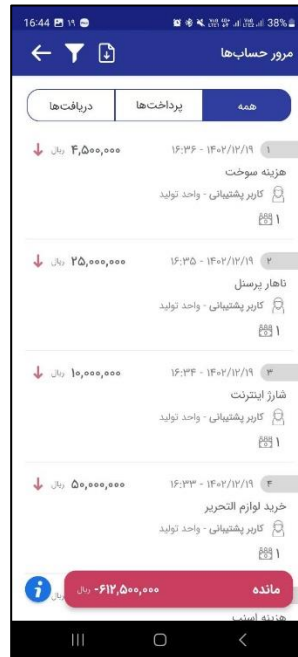 16:44 ۱۹ 38%
مرور حساب‌ها
همه پرداخت‌ها دریافت‌ها
۱ ۱۴۰۲/۱۲/۱۹ - ۱۶:۳۶ ۴,۵۰۰,۰۰۰ ریال
هزینه سوخت
کاربر پشتیبانی - واحد تولید
۱
۲ ۱۴۰۲/۱۲/۱۹ - ۱۶:۳۵ ۲۵,۰۰۰,۰۰۰ ریال
ناهار پرسنل
کاربر پشتیبانی - واحد تولید
۱
۳ ۱۴۰۲/۱۲/۱۹ - ۱۶:۳۴ ۱۰,۰۰۰,۰۰۰ ریال
شارژ اینترنت
کاربر پشتیبانی - واحد تولید
۱
۴ ۱۴۰۲/۱۲/۱۹ - ۱۶:۳۳ ۵۰,۰۰۰,۰۰۰ ریال
خرید لوازم التحریر
کاربر پشتیبانی - واحد تولید
۱
مانده -۶۱۲,۵۰۰,۰۰۰ ریال
هزینه اسنپ